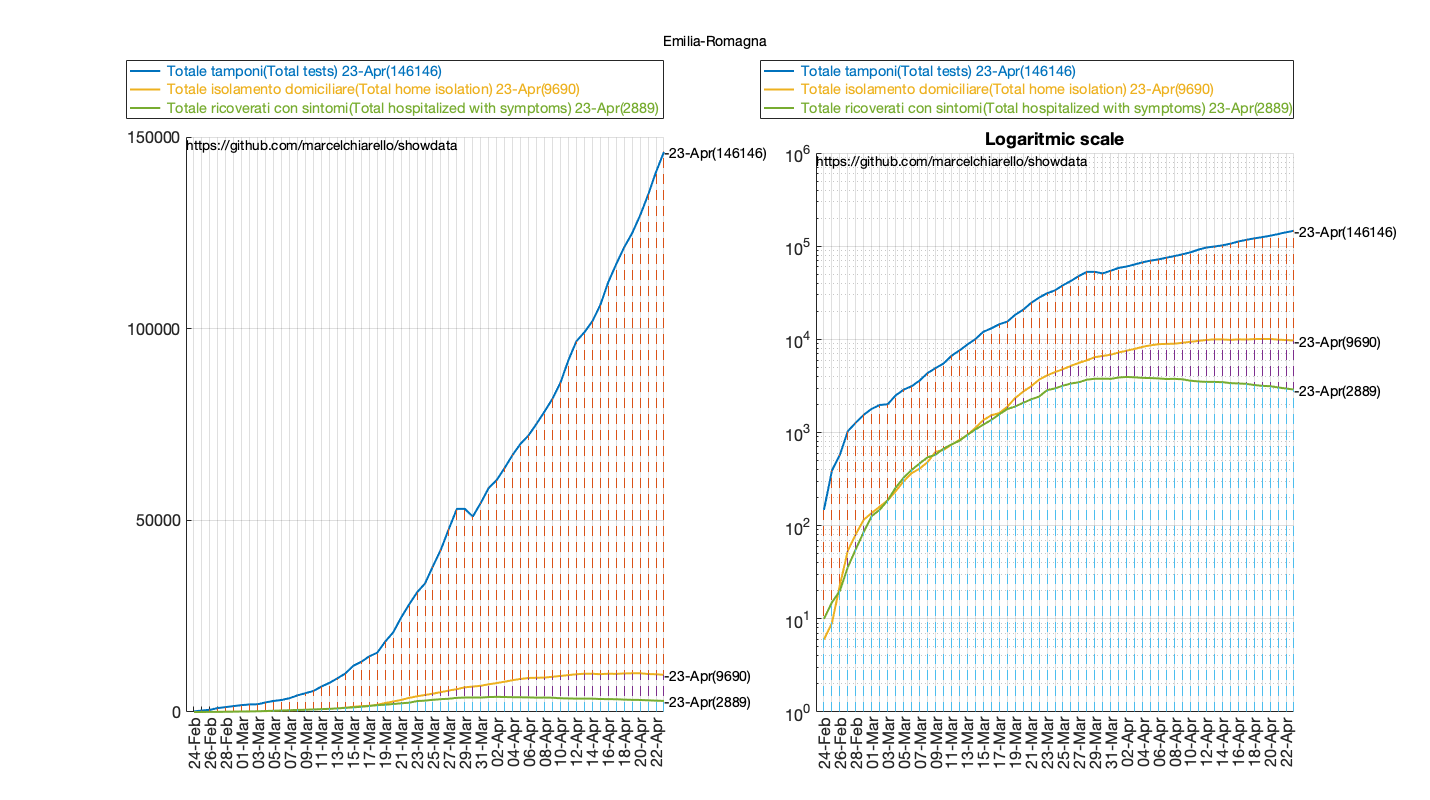 Emilia-Romagna
Totale tamponi(Total tests) 23-Apr(146146)
Totale isolamento domiciliare(Total home isolation) 23-Apr(9690)
Totale ricoverati con sintomi(Total hospitalized with symptoms) 23-Apr(2889)
150000
https://github.com/marcelchiarello/showdata
-23-Apr(146146)
100000
50000
-23-Apr(9690)
-23-Apr(2889)
0
24-Feb
26-Feb
28-Feb
01-Mar
03-Mar
05-Mar
07-Mar
09-Mar
11-Mar
13-Mar
15-Mar
17-Mar
19-Mar
21-Mar
23-Mar
25-Mar
27-Mar
29-Mar
31-Mar
02-Apr
04-Apr
06-Apr
08-Apr
10-Apr
12-Apr
14-Apr
16-Apr
18-Apr
20-Apr
22-Apr
Totale tamponi(Total tests) 23-Apr(146146)
Totale isolamento domiciliare(Total home isolation) 23-Apr(9690)
Totale ricoverati con sintomi(Total hospitalized with symptoms) 23-Apr(2889)
Logaritmic scale
10^6
https://github.com/marcelchiarello/showdata
-23-Apr(146146)
10^5
10^4
-23-Apr(9690)
-23-Apr(2889)
10^3
10^2
10^1
10^0
24-Feb
26-Feb
28-Feb
01-Mar
03-Mar
05-Mar
07-Mar
09-Mar
11-Mar
13-Mar
15-Mar
17-Mar
19-Mar
21-Mar
23-Mar
25-Mar
27-Mar
29-Mar
31-Mar
02-Apr
04-Apr
06-Apr
08-Apr
10-Apr
12-Apr
14-Apr
16-Apr
18-Apr
20-Apr
22-Apr